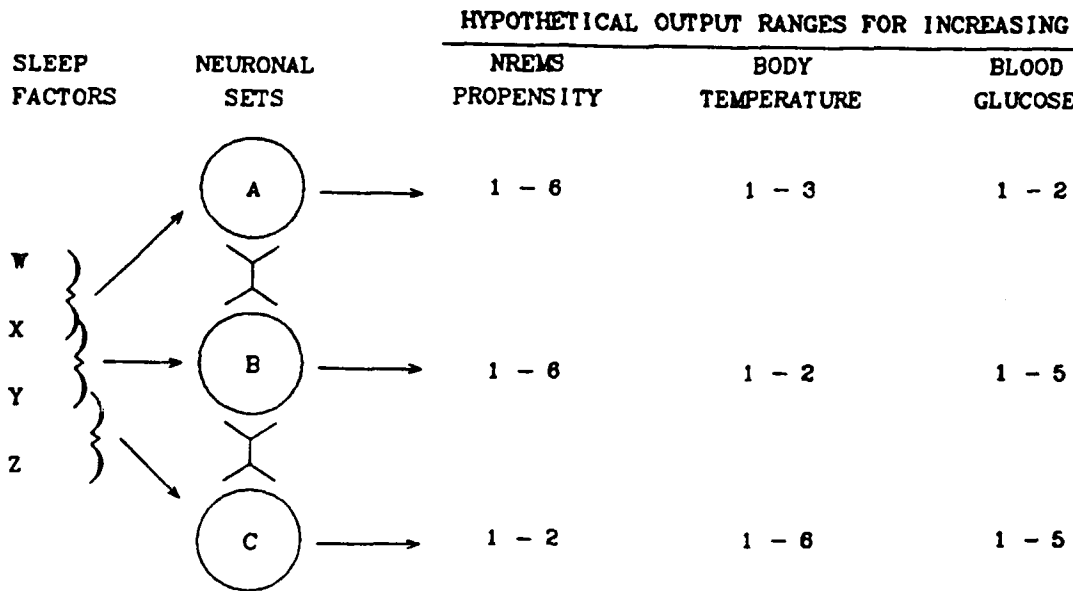 HYPOTHETICAL OUTPUT RANGES FOR INCREASING
SLEEP FACTORS
NEURONAL SETS
NREMS PROPENSITY
BODY TEMPERATURE
BLOOD GLUCOSE
A
1 - 6
1 - 3
1 - 2
W
X
B
1 - 6
1 - 2
1 - 5
Y
Z
C
1 - 2
1 - 6
1 - 5